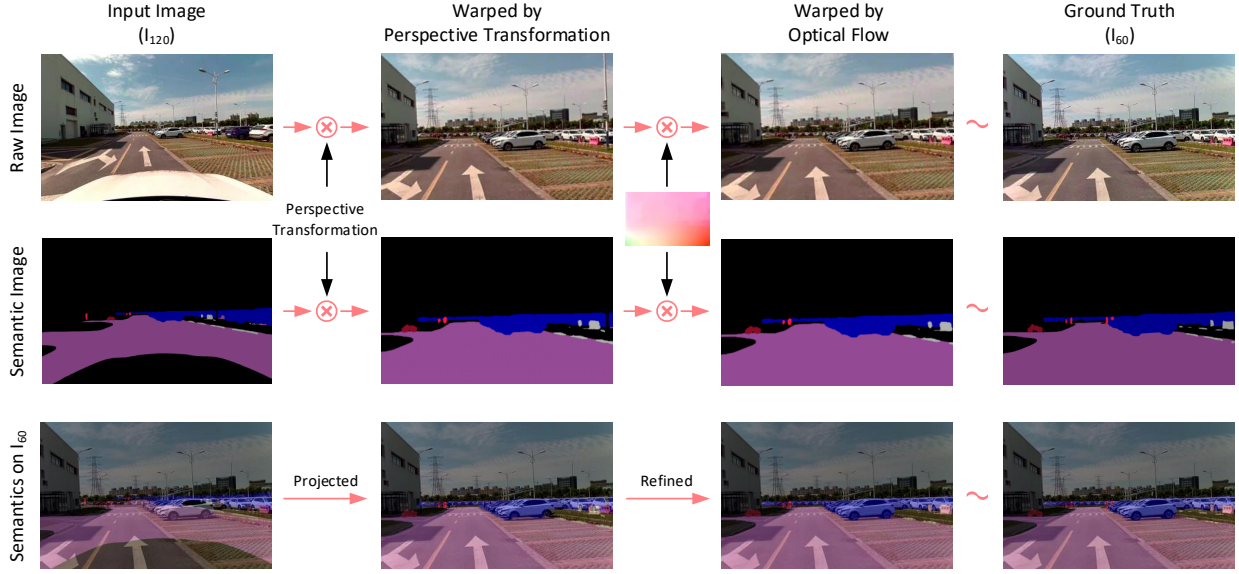 Input Image
(I₁₂₀)
Warped by
Perspective Transformation
Warped by
Optical Flow
Ground Truth
(I₆₀)
Raw Image
Perspective
Transformation
Semantic Image
Semantics on I₆₀
Projected
Refined